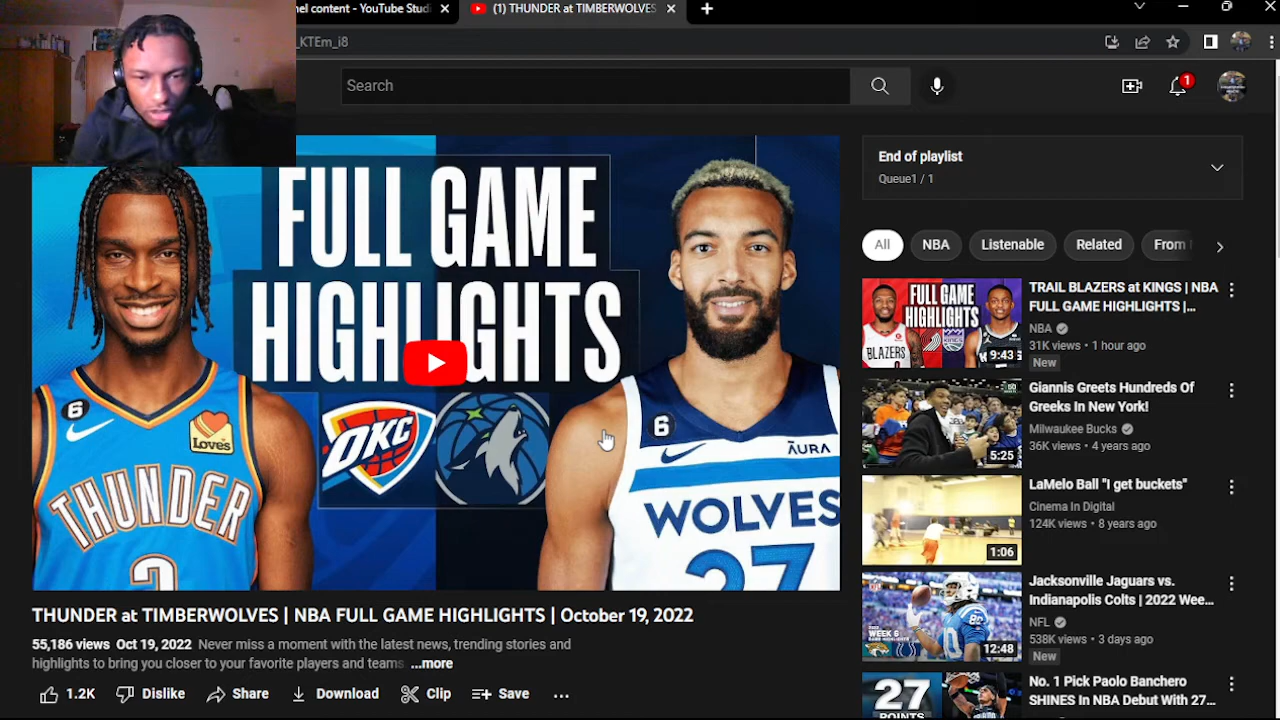 nel content - YouTube Studi
(1) THUNDER at TIMBERWOLVES
_KTEm_i8
Search
1
FULL GAME
HIGHLIGHTS
6
Loves
THUNDER
2
OKC
6
AURA
WOLVES
27
THUNDER at TIMBERWOLVES | NBA FULL GAME HIGHLIGHTS | October 19, 2022
55,186 views Oct 19, 2022 Never miss a moment with the latest news, trending stories and
highlights to bring you closer to your favorite players and teams ...more
1.2K Dislike Share Download Clip Save ...
End of playlist
Queue1 / 1
All NBA Listenable Related From
FULL GAME
HIGHLIGHTS
BLAZERS
9:43
TRAIL BLAZERS at KINGS | NBA
FULL GAME HIGHLIGHTS |...
NBA
31K views • 1 hour ago
New
5:25
Giannis Greets Hundreds Of
Greeks In New York!
Milwaukee Bucks
36K views • 4 years ago
1:06
LaMelo Ball "I get buckets"
Cinema In Digital
124K views • 8 years ago
WEEK 6
12:48
Jacksonville Jaguars vs.
Indianapolis Colts | 2022 Wee...
NFL
538K views • 3 days ago
New
27
POINTS
No. 1 Pick Paolo Banchero
SHINES In NBA Debut With 27...